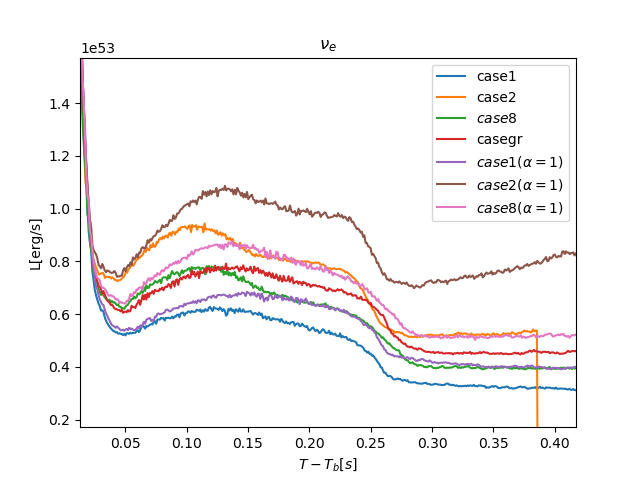 ν_e
1e53
1.4
1.2
1.0
0.8
0.6
0.4
0.2
L[erg/s]
case1
case2
case8
casegr
case1(α = 1)
case2(α = 1)
case8(α = 1)
0.05 0.10 0.15 0.20 0.25 0.30 0.35 0.40
T − T_b[s]